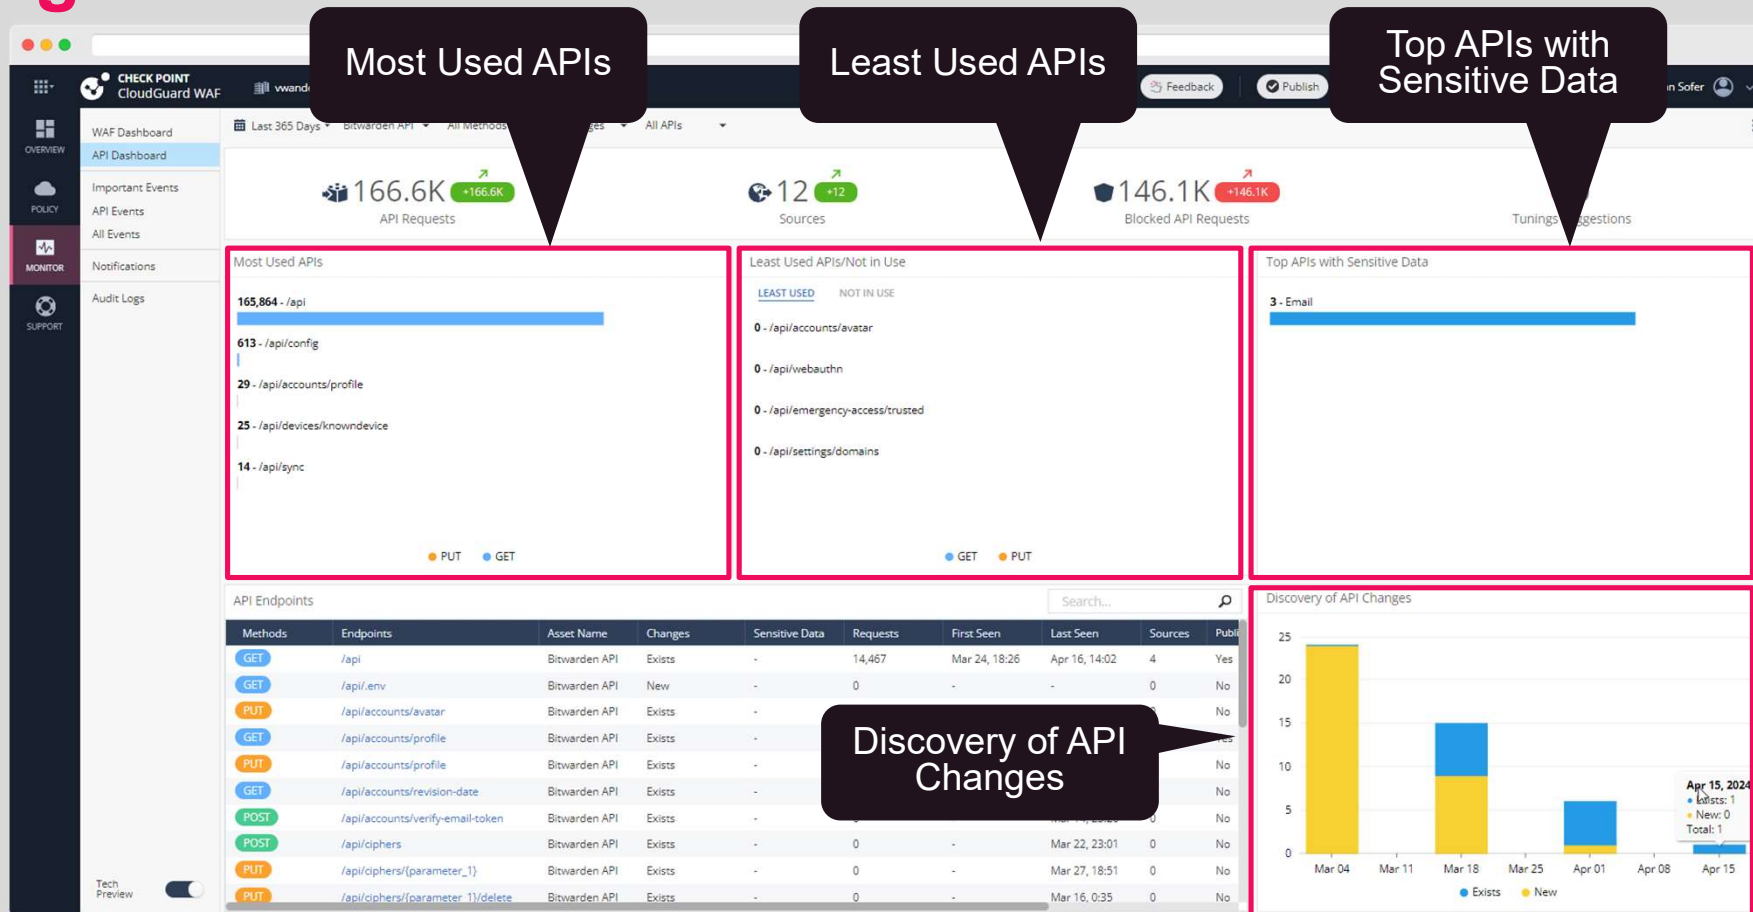 Most Used APIs
Least Used APIs
Top APIs with
Sensitive Data
CHECK POINT
CloudGuard WAF
Feedback
Publish
Sofer
OVERVIEW
POLICY
MONITOR
SUPPORT
WAF Dashboard
API Dashboard
Important Events
API Events
All Events
Notifications
Audit Logs
Tech
Preview
Last 365 Days
Bitwarden API
All Methods
All APIs
166.6K +166.6K
API Requests
12 +12
Sources
146.1K +146.1K
Blocked API Requests
Most Used APIs
165,864 - /api
613 - /api/config
29 - /api/accounts/profile
25 - /api/devices/knowndevice
14 - /api/sync
PUT GET
Least Used APIs/Not in Use
LEAST USED NOT IN USE
0 - /api/accounts/avatar
0 - /api/webauthn
0 - /api/emergency-access/trusted
0 - /api/settings/domains
GET PUT
Top APIs with Sensitive Data
3 - Email
API Endpoints
Search...
Methods Endpoints Asset Name Changes Sensitive Data Requests First Seen Last Seen Sources
GET /api Bitwarden API Exists - 14,467 Mar 24, 18:26 Apr 16, 14:02 4 Yes
GET /api/.env Bitwarden API New - 0 - - 0 No
PUT /api/accounts/avatar Bitwarden API Exists - No
GET /api/accounts/profile Bitwarden API Exists -
PUT /api/accounts/profile Bitwarden API Exists - No
GET /api/accounts/revision-date Bitwarden API Exists - No
POST /api/accounts/verify-email-token Bitwarden API Exists - 0 No
POST /api/ciphers Bitwarden API Exists - 0 - Mar 22, 23:01 0 No
PUT /api/ciphers/{parameter_1} Bitwarden API Exists - 0 - Mar 27, 18:51 0 No
PUT /api/ciphers/{parameter_1}/delete Bitwarden API Exists - 0 - Mar 16, 0:35 0 No
Discovery of API
Changes
Discovery of API Changes
25
20
15
10
5
0
Mar 04 Mar 11 Mar 18 Mar 25 Apr 01 Apr 08 Apr 15
Exists New
Apr 15, 2024
Exists: 1
New: 0
Total: 1